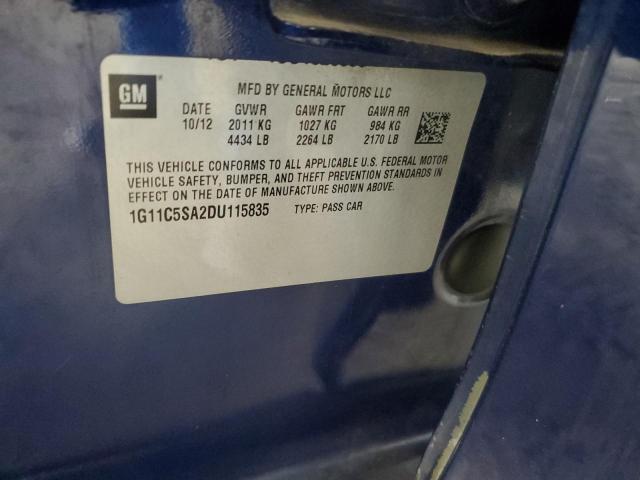 GM
MFD BY GENERAL MOTORS LLC
DATE GVWR GAWR FRT GAWR RR
10/12 2011 KG 1027 KG 984 KG
4434 LB 2264 LB 2170 LB
THIS VEHICLE CONFORMS TO ALL APPLICABLE U.S. FEDERAL MOTOR
VEHICLE SAFETY, BUMPER, AND THEFT PREVENTION STANDARDS IN
EFFECT ON THE DATE OF MANUFACTURE SHOWN ABOVE.
1G11C5SA2DU115835 TYPE: PASS CAR